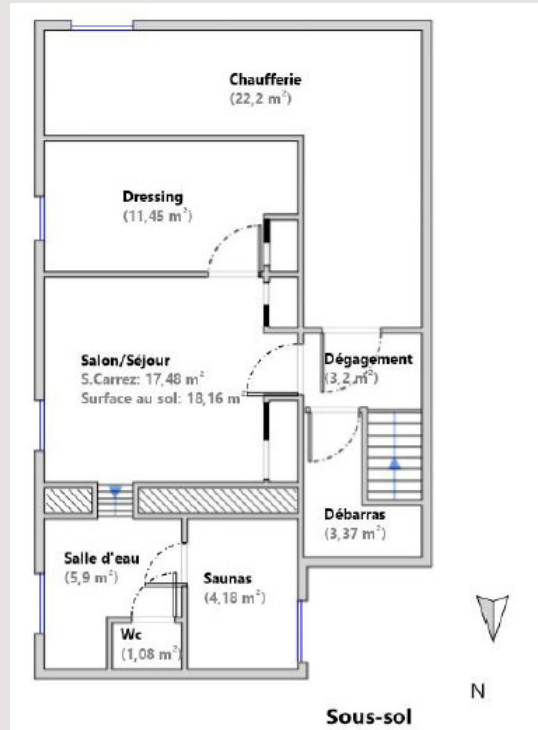 Chaufferie
(22,2 m²)
Dressing
(11,45 m²)
Salon/Séjour
S.Carrez: 17,48 m²
Surface au sol: 18,16 m²
Dégagement
(3,2 m²)
Débarras
(3,37 m²)
Salle d'eau
(5,9 m²)
Saunas
(4,18 m²)
Wc
(1,08 m²)
N
Sous-sol